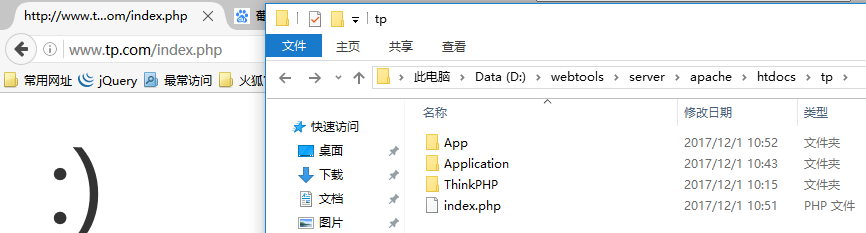 http://www.t...om/index.php
www.tp.com/index.php
常用网址 jQuery 最常访问
:)
tp
文件 主页 共享 查看
此电脑 Data (D:) webtools server apache htdocs tp
名称 修改日期 类型
快速访问
桌面
下载
文档
图片
App 2017/12/1 10:52 文件夹
Application 2017/12/1 10:43 文件夹
ThinkPHP 2017/12/1 10:15 文件夹
index.php 2017/12/1 10:51 PHP 文件